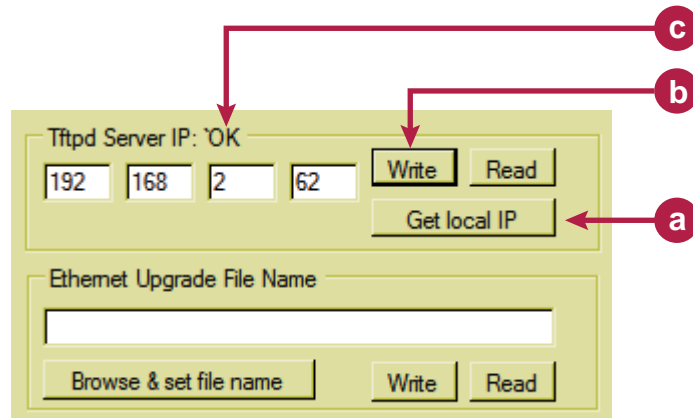 c
b
Tftpd Server IP: `OK
192 168 2 62 Write Read
Get local IP a
Ethernet Upgrade File Name
Browse & set file name Write Read